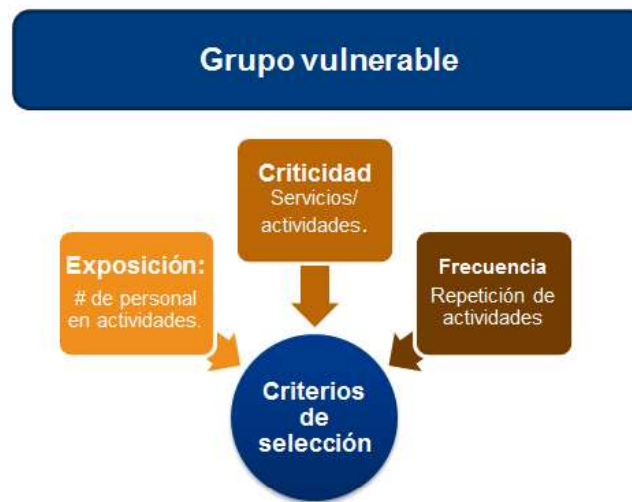 Grupo vulnerable
Criticidad
Servicios/
actividades.
Exposición:
# de personal
en actividades.
Frecuencia
Repetición de
actividades
Criterios
de
selección